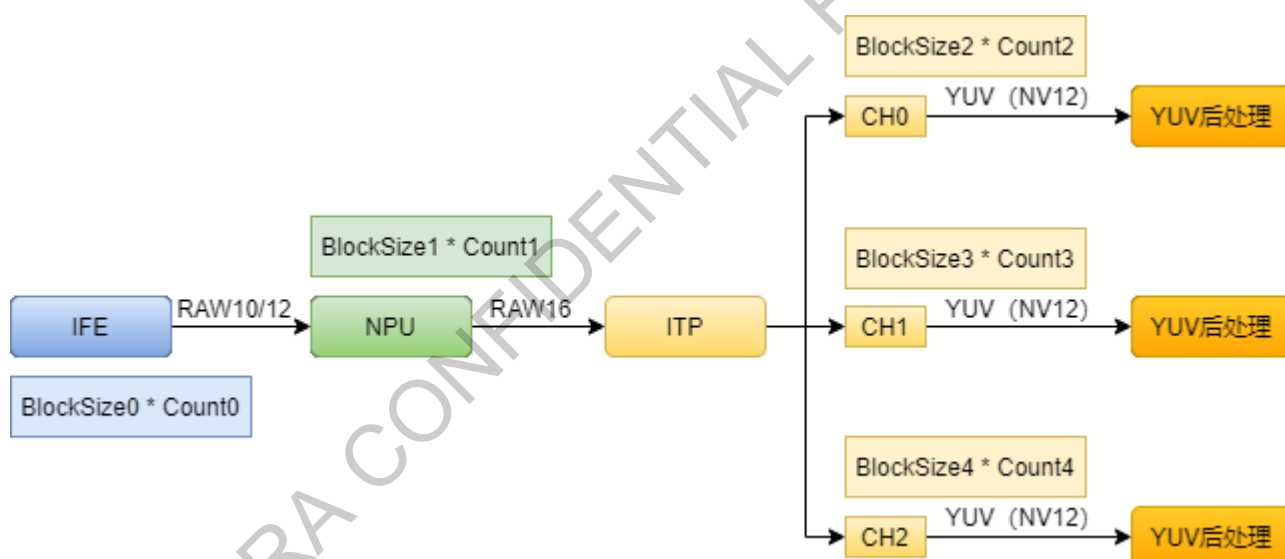 BlockSize2 * Count2
CH0
YUV（NV12）
YUV后处理
BlockSize1 * Count1
BlockSize3 * Count3
IFE
RAW10/12
NPU
RAW16
ITP
CH1
YUV（NV12）
YUV后处理
BlockSize0 * Count0
BlockSize4 * Count4
CH2
YUV（NV12）
YUV后处理
RA CONFIDENTIAL